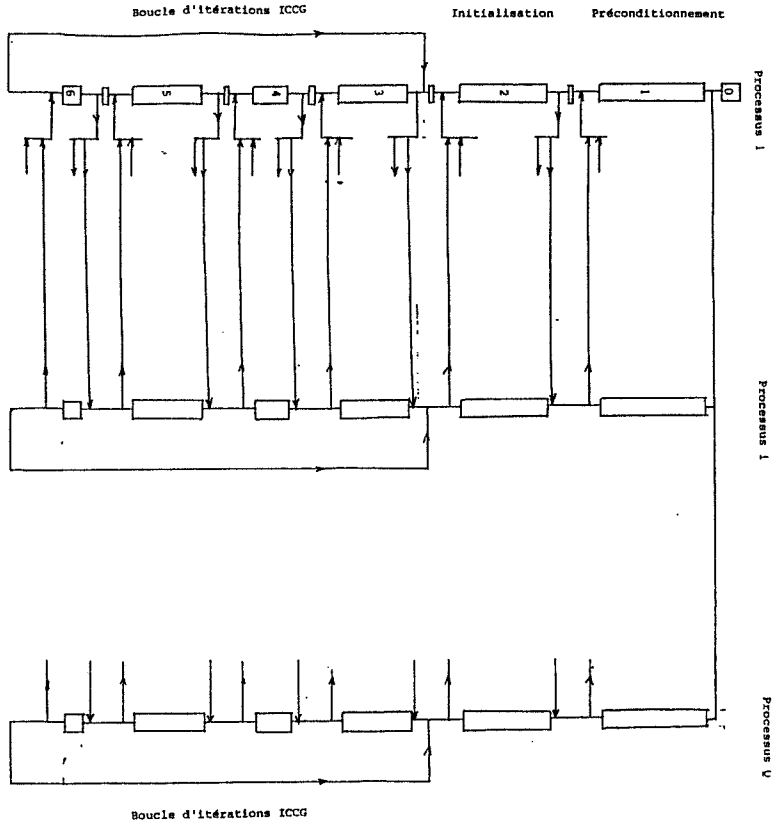 Boucle d'itérations ICCG
Initialisation
Préconditionnement
Processus 1
6
5
4
3
2
1
0
Processus i
Processus Q
Boucle d'itérations ICCG